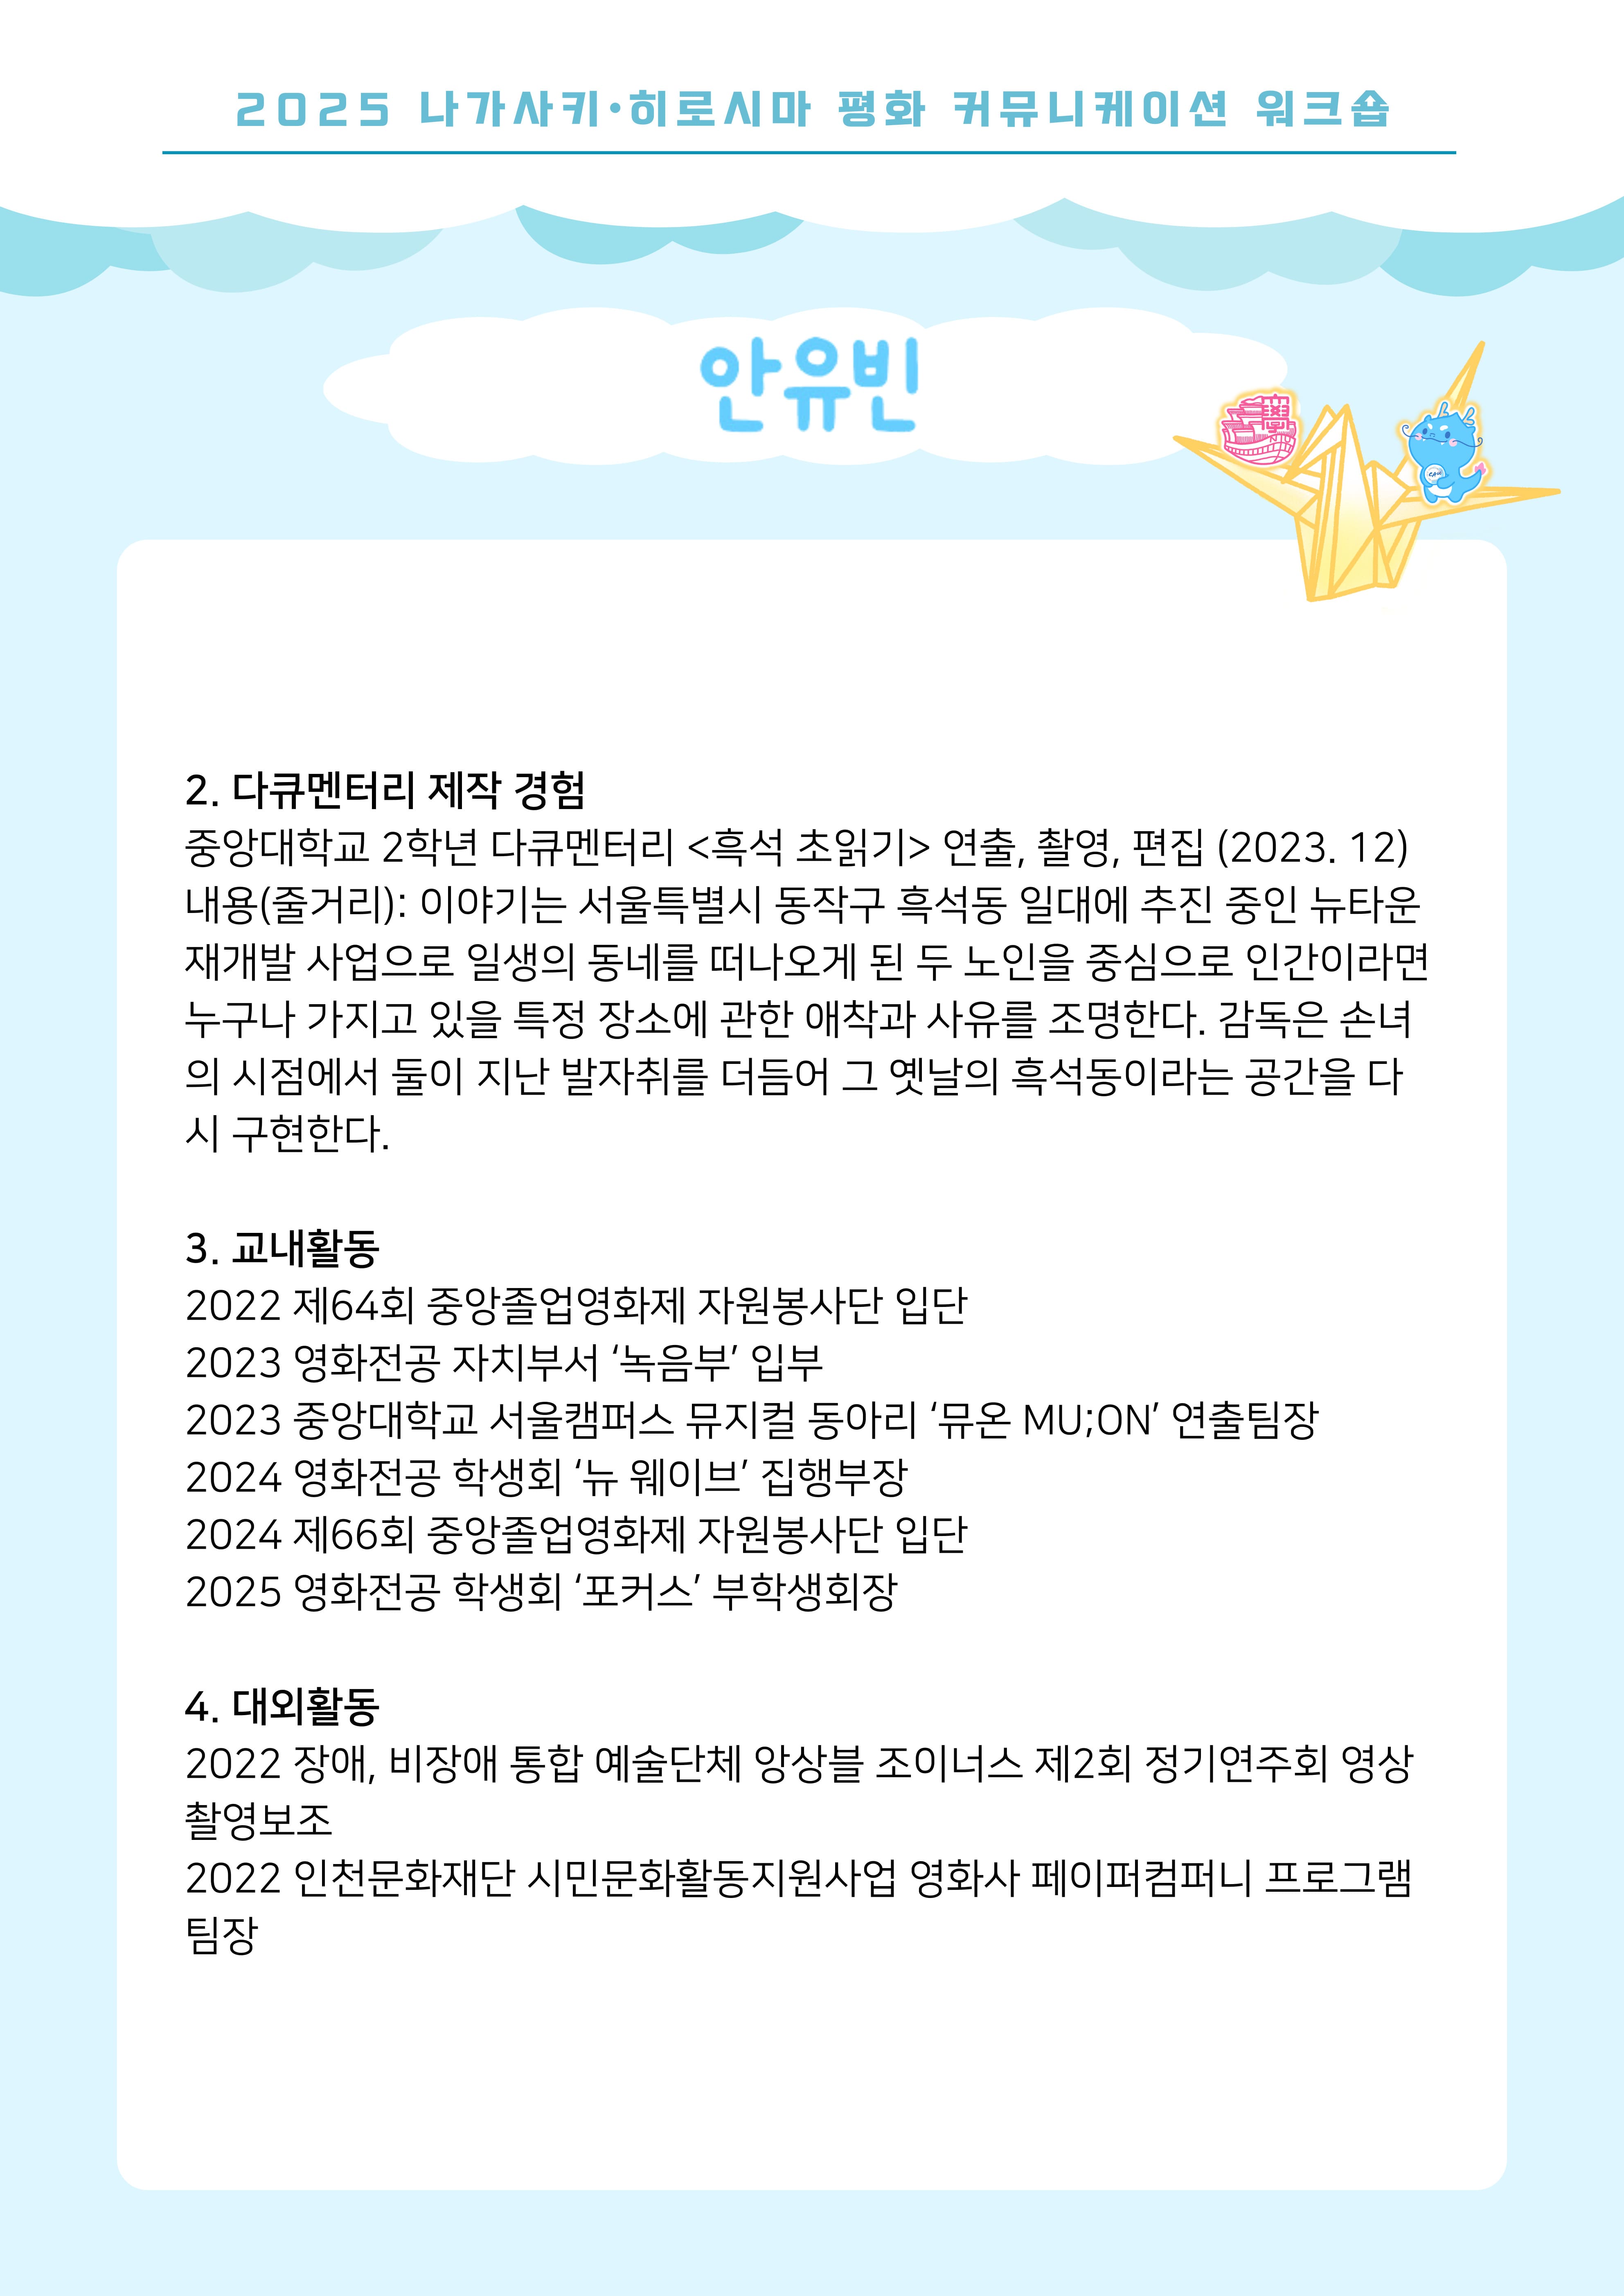 2025 나가사키·히로시마 평화 커뮤니케이션 워크숍
안유빈
2. 다큐멘터리 제작 경험
중앙대학교 2학년 다큐멘터리 <흑석 초읽기> 연출, 촬영, 편집 (2023. 12)
내용(줄거리): 이야기는 서울특별시 동작구 흑석동 일대에 추진 중인 뉴타운
재개발 사업으로 일생의 동네를 떠나오게 된 두 노인을 중심으로 인간이라면
누구나 가지고 있을 특정 장소에 관한 애착과 사유를 조명한다. 감독은 손녀
의 시점에서 둘이 지난 발자취를 더듬어 그 옛날의 흑석동이라는 공간을 다
시 구현한다.
3. 교내활동
2022 제64회 중앙졸업영화제 자원봉사단 입단
2023 영화전공 자치부서 ‘녹음부’ 입부
2023 중앙대학교 서울캠퍼스 뮤지컬 동아리 ‘뮤온 MU;ON’ 연출팀장
2024 영화전공 학생회 ‘뉴 웨이브’ 집행부장
2024 제66회 중앙졸업영화제 자원봉사단 입단
2025 영화전공 학생회 ‘포커스’ 부학생회장
4. 대외활동
2022 장애, 비장애 통합 예술단체 앙상블 조이너스 제2회 정기연주회 영상
촬영보조
2022 인천문화재단 시민문화활동지원사업 영화사 페이퍼컴퍼니 프로그램
팀장